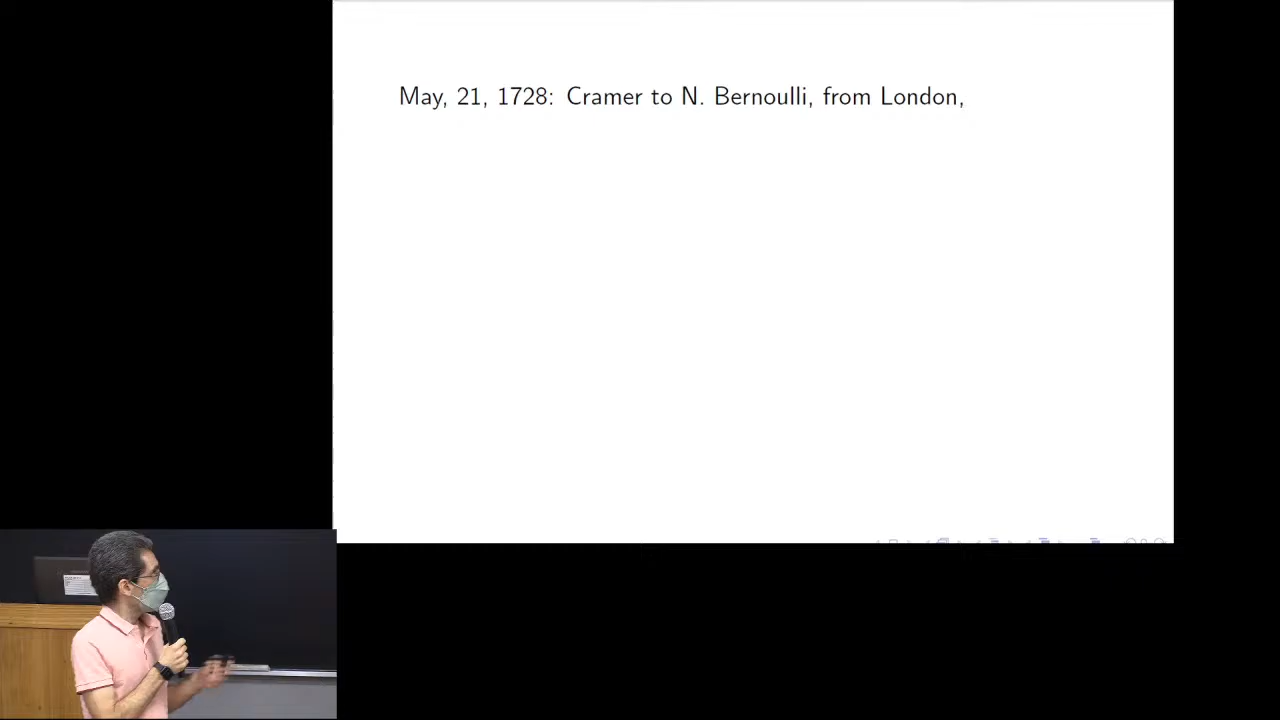 May, 21, 1728: Cramer to N. Bernoulli, from London,